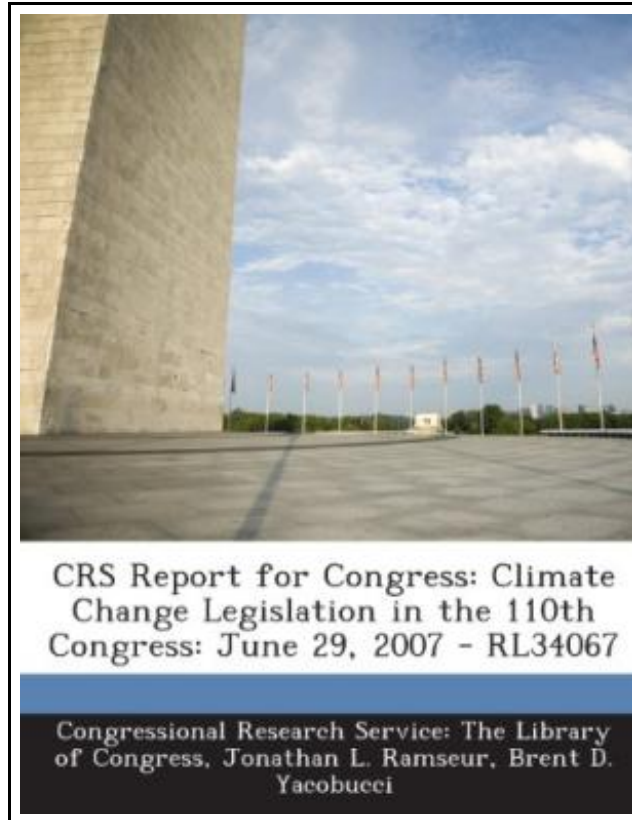 CRS Report for Congress: Climate
Change Legislation in the 110th
Congress: June 29, 2007 - RL34067
Congressional Research Service: The Library
of Congress, Jonathan L. Ramseur, Brent D.
Yacobucci